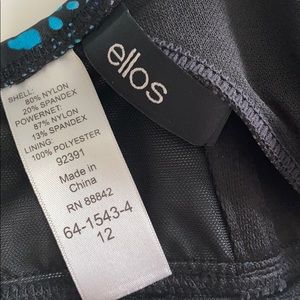 ellos
SHELL:
80% NYLON
20% SPANDEX
POWERNET:
87% NYLON
13% SPANDEX
LINING:
100% POLYESTER
92391
Made in
China
RN 88842
64-1543-4
12